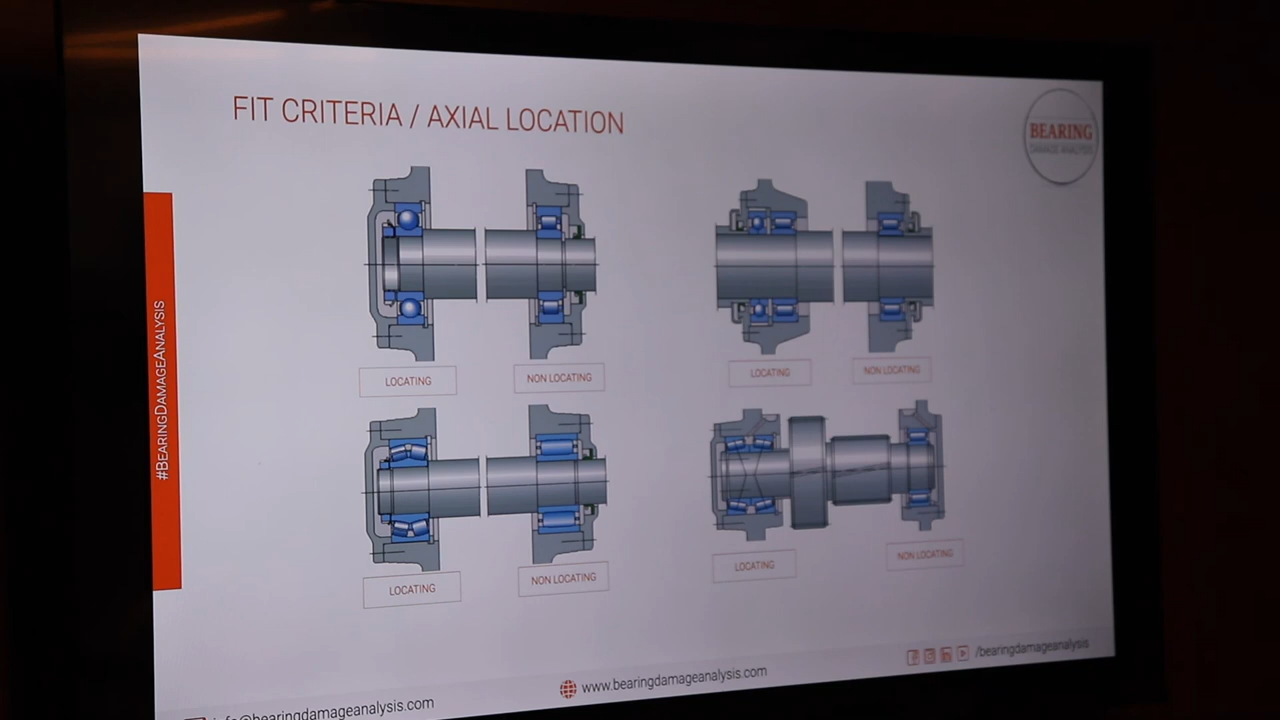 FIT CRITERIA / AXIAL LOCATION
BEARING
DAMAGE ANALYSIS
#BEARINGDAMAGEANALYSIS
LOCATING
NON LOCATING
LOCATING
NON LOCATING
LOCATING
NON LOCATING
LOCATING
NON LOCATING
info@bearingdamageanalysis.com
www.bearingdamageanalysis.com
/bearingdamageanalysis